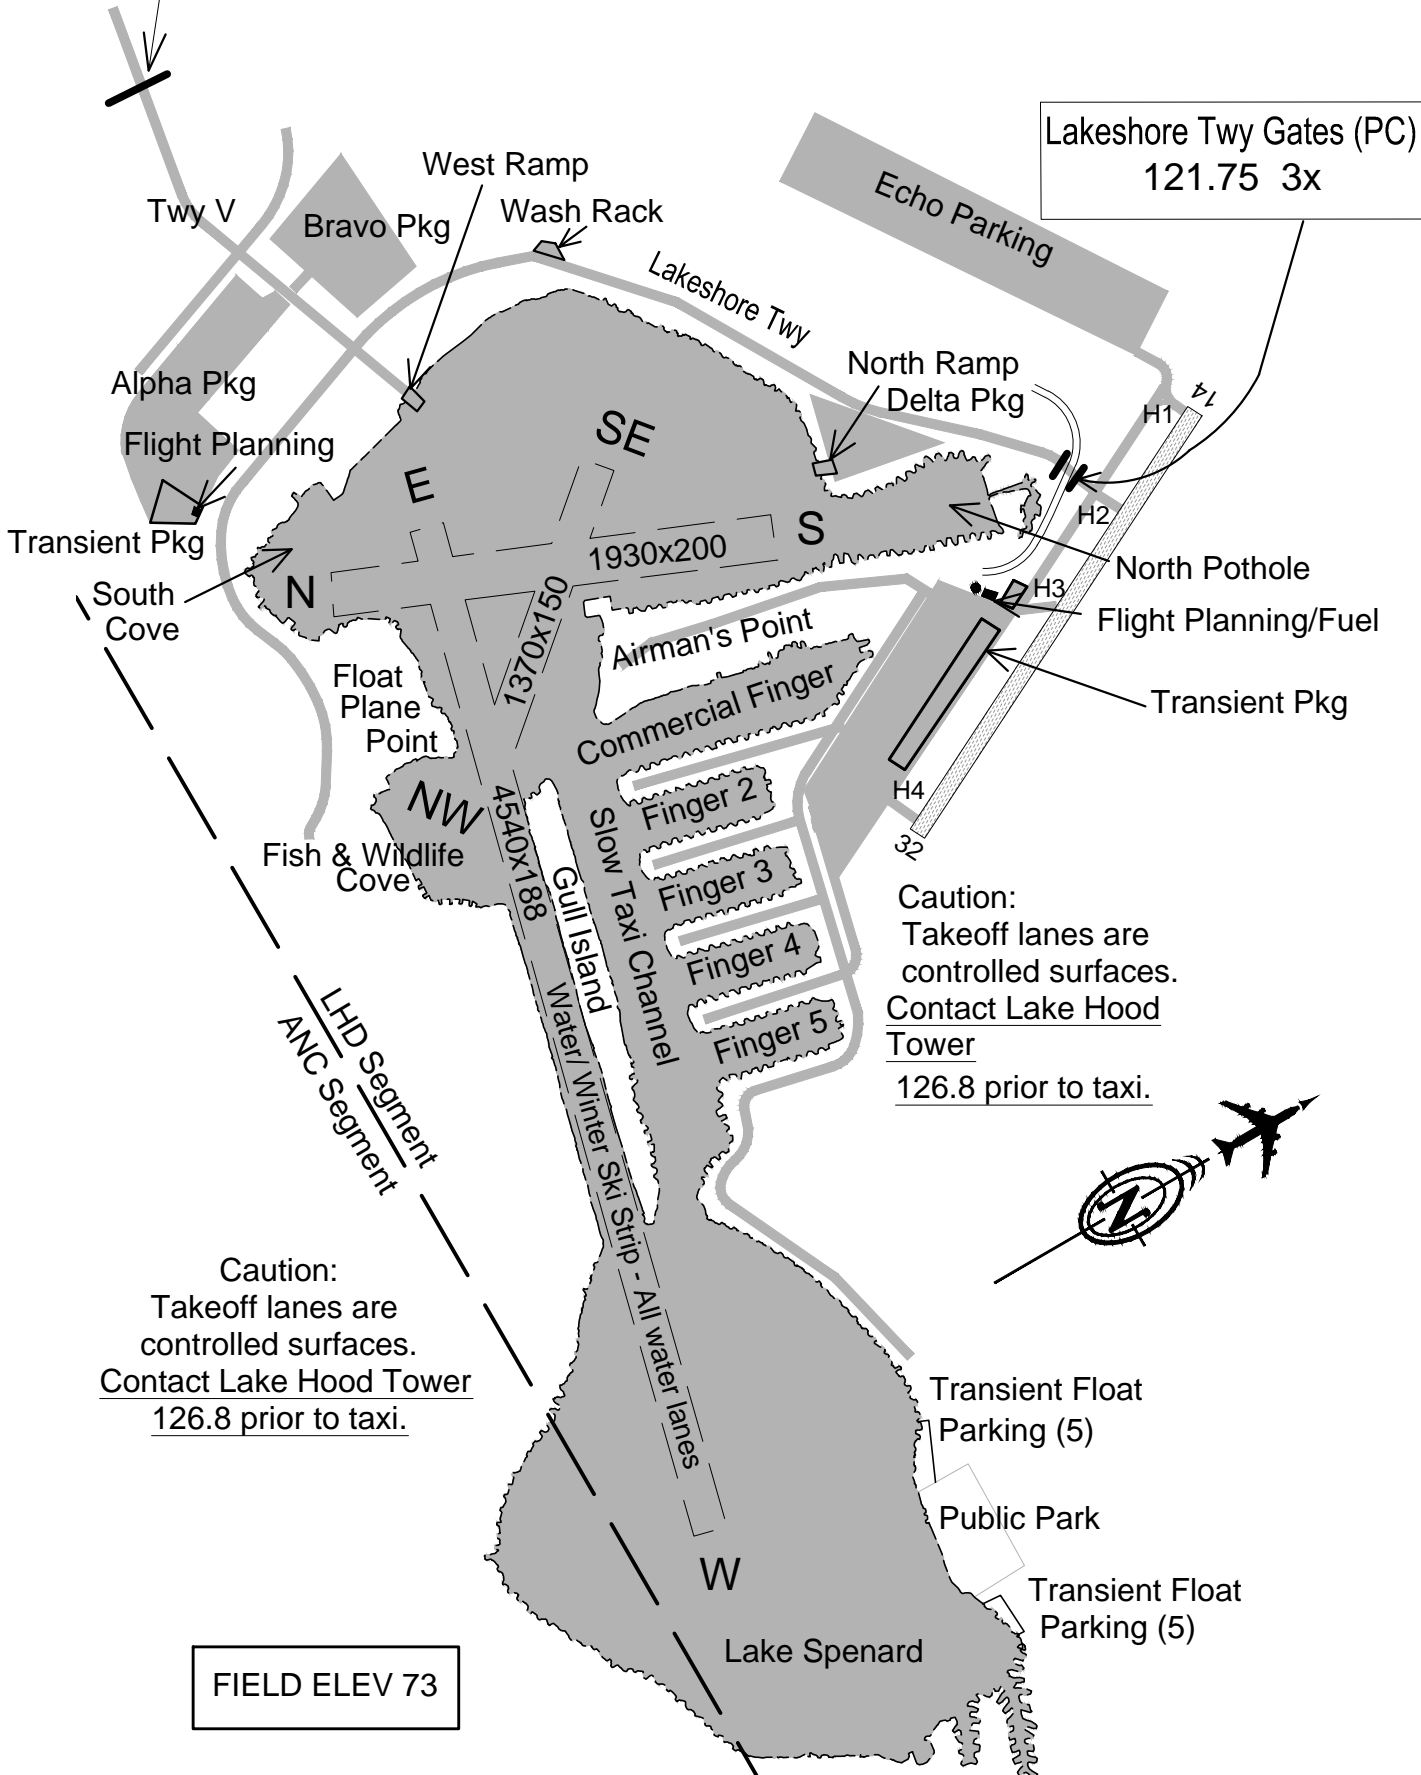 Lakeshore Twy Gates (PC)
121.75 3x
West Ramp
Wash Rack
Echo Parking
Twy V
Bravo Pkg
Lakeshore Twy
Alpha Pkg
North Ramp
Delta Pkg
14
H1
SE
Flight Planning
E
S
H2
Transient Pkg
1930x200
North Pothole
South
Cove
N
H3
Flight Planning/Fuel
1370x150
Airman's Point
Float
Plane
Point
Commercial Finger
Transient Pkg
NW
4540x188
Finger 2
H4
32
Fish & Wildlife
Cove
Gull Island
Slow Taxi Channel
Finger 3
Finger 4
Finger 5
Caution:
Takeoff lanes are
controlled surfaces.
Contact Lake Hood
Tower
126.8 prior to taxi.
LHD Segment
ANC Segment
Water/ Winter Ski Strip - All water lanes
N
Caution:
Takeoff lanes are
controlled surfaces.
Contact Lake Hood Tower
126.8 prior to taxi.
Transient Float
Parking (5)
Public Park
W
Transient Float
Parking (5)
Lake Spenard
FIELD ELEV 73